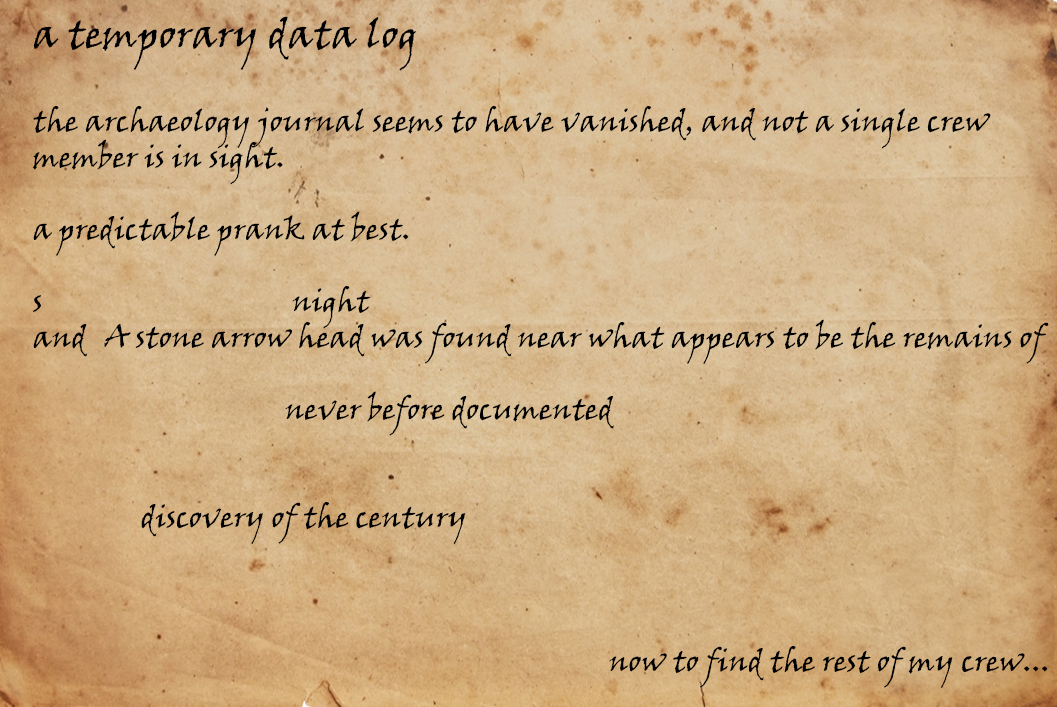 a temporary data log
the archaeology journal seems to have vanished, and not a single crew
member is in sight.
a predictable prank at best.
s night
and A stone arrow head was found near what appears to be the remains of
never before documented
discovery of the century
now to find the rest of my crew...